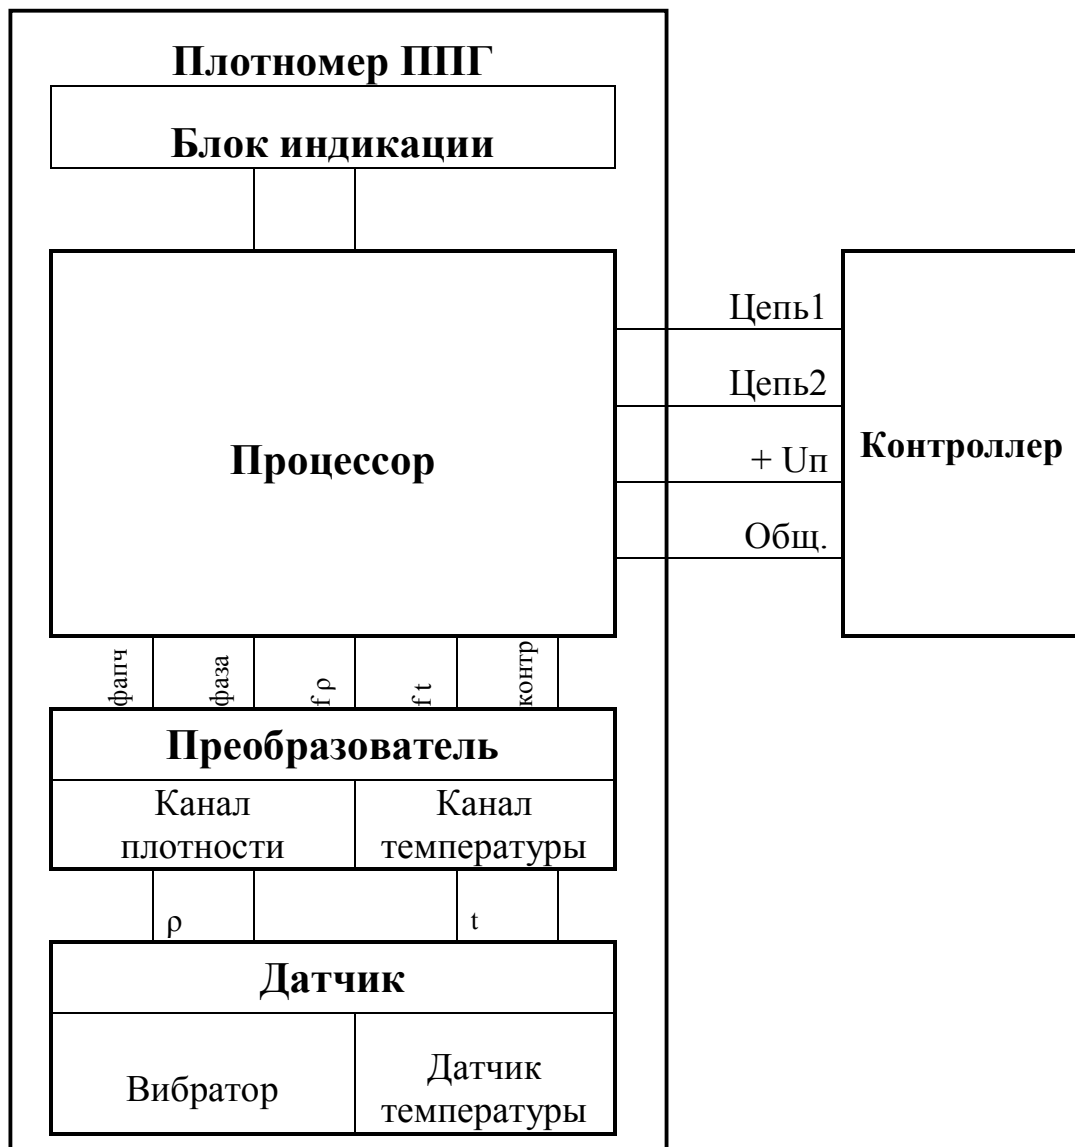 Плотномер ППГ
Блок индикации
Цепь1
Цепь2
+ Uп
Общ.
Процессор
Контроллер
фапч
фаза
f ρ
f t
контр
Преобразователь
Канал
плотности
Канал
температуры
ρ
t
Датчик
Вибратор
Датчик
температуры